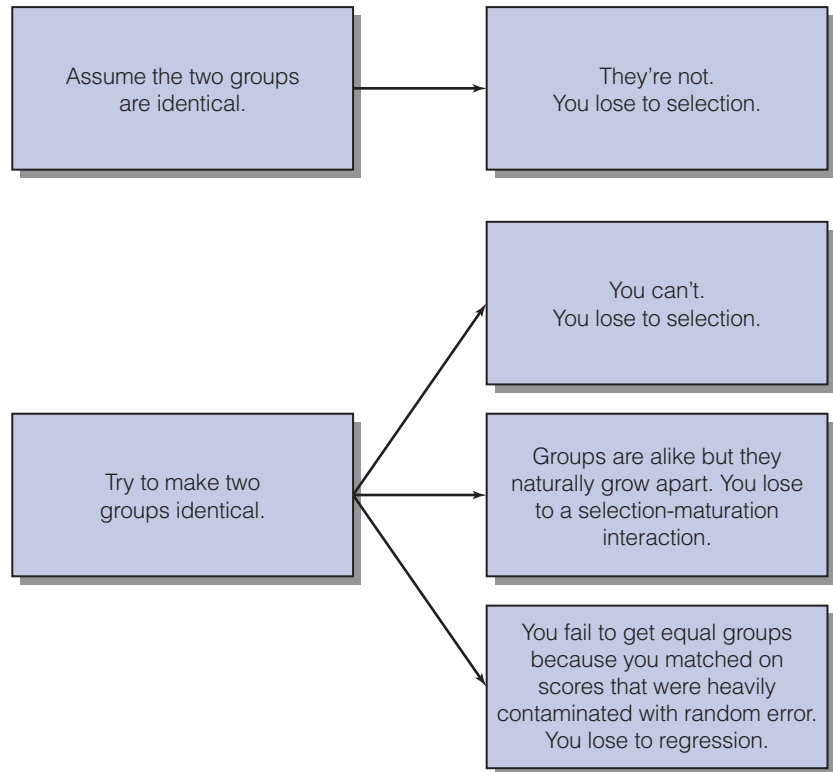 Assume the two groups
are identical.
They're not.
You lose to selection.
You can't.
You lose to selection.
Try to make two
groups identical.
Groups are alike but they
naturally grow apart. You lose
to a selection-maturation
interaction.
You fail to get equal groups
because you matched on
scores that were heavily
contaminated with random error.
You lose to regression.